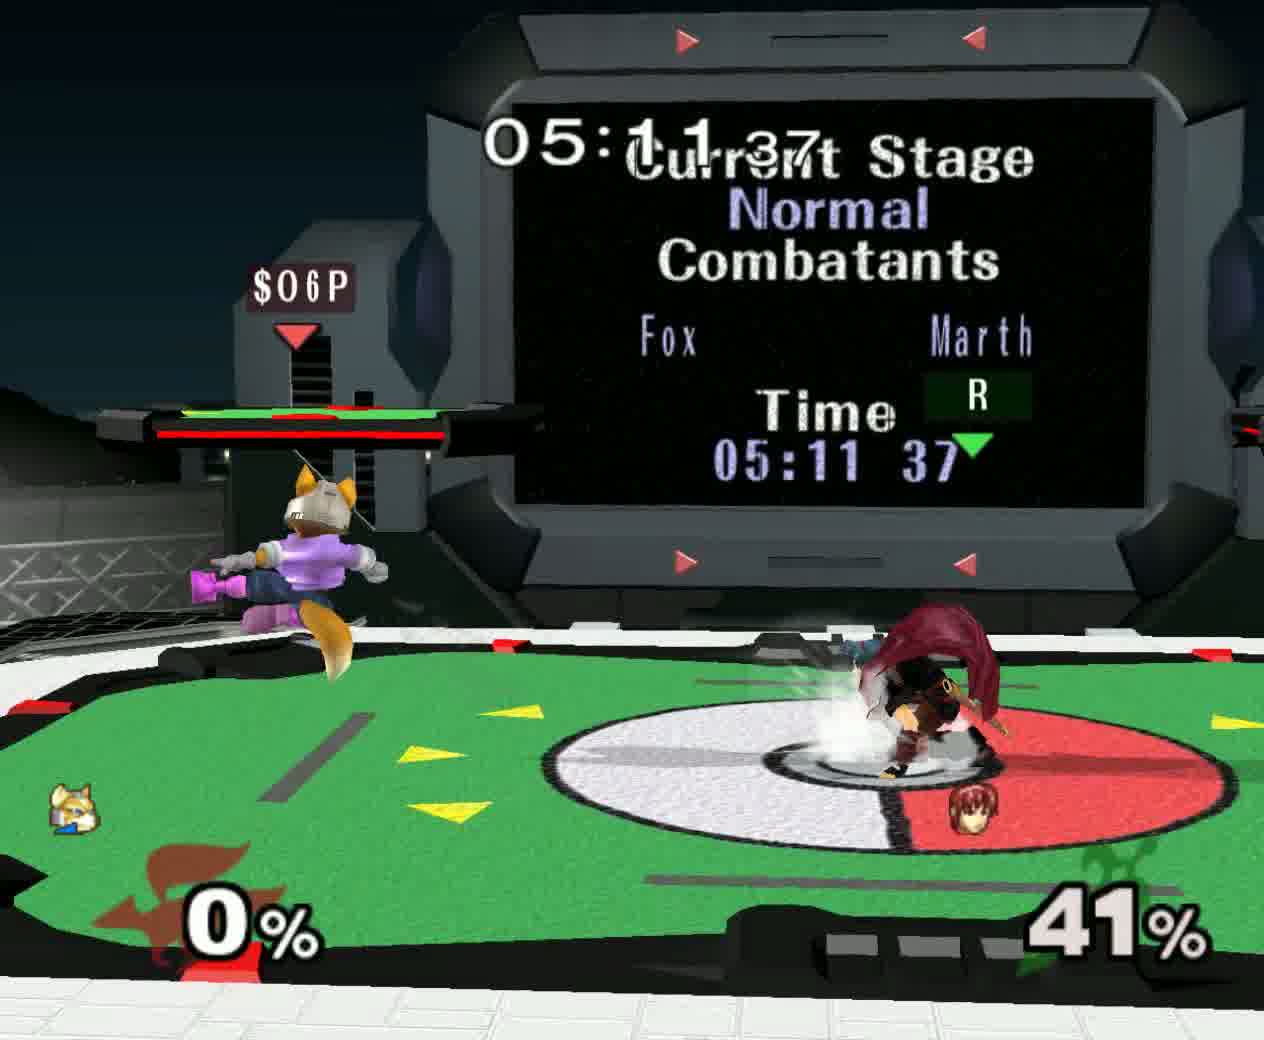 05:11 37
Current Stage
Normal
Combatants
$06P
Fox Marth
R
Time
05:11 37
0% 41%